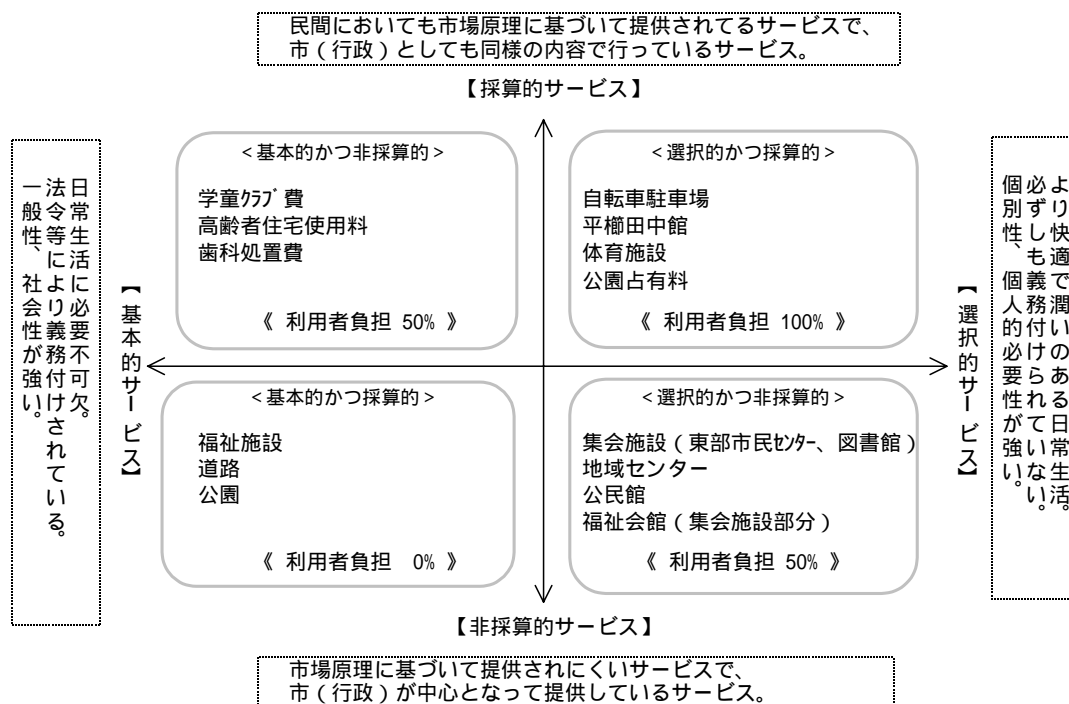 民間においても市場原理に基づいて提供されてるサービスで、
市（行政）としても同様の内容で行っているサービス。
【採算的サービス】
日常生活に必要不可欠。
法令等により義務付けされている。
一般性、社会性が強い。
【基本的サービス】
＜基本的かつ非採算的＞
学童ｸﾗﾌﾞ費
高齢者住宅使用料
歯科処置費
《 利用者負担 50% 》
＜選択的かつ採算的＞
自転車駐車場
平櫛田中館
体育施設
公園占有料
《 利用者負担 100% 》
＜基本的かつ採算的＞
福祉施設
道路
公園
《 利用者負担 0% 》
＜選択的かつ非採算的＞
集会施設（東部市民ｾﾝﾀｰ、図書館）
地域センター
公民館
福祉会館（集会施設部分）
《 利用者負担 50% 》
【選択的サービス】
より快適で潤いのある日常生活。
必ずしも義務付けられていない。
個別性、個人的必要性が強い。
【非採算的サービス】
市場原理に基づいて提供されにくいサービスで、
市（行政）が中心となって提供しているサービス。